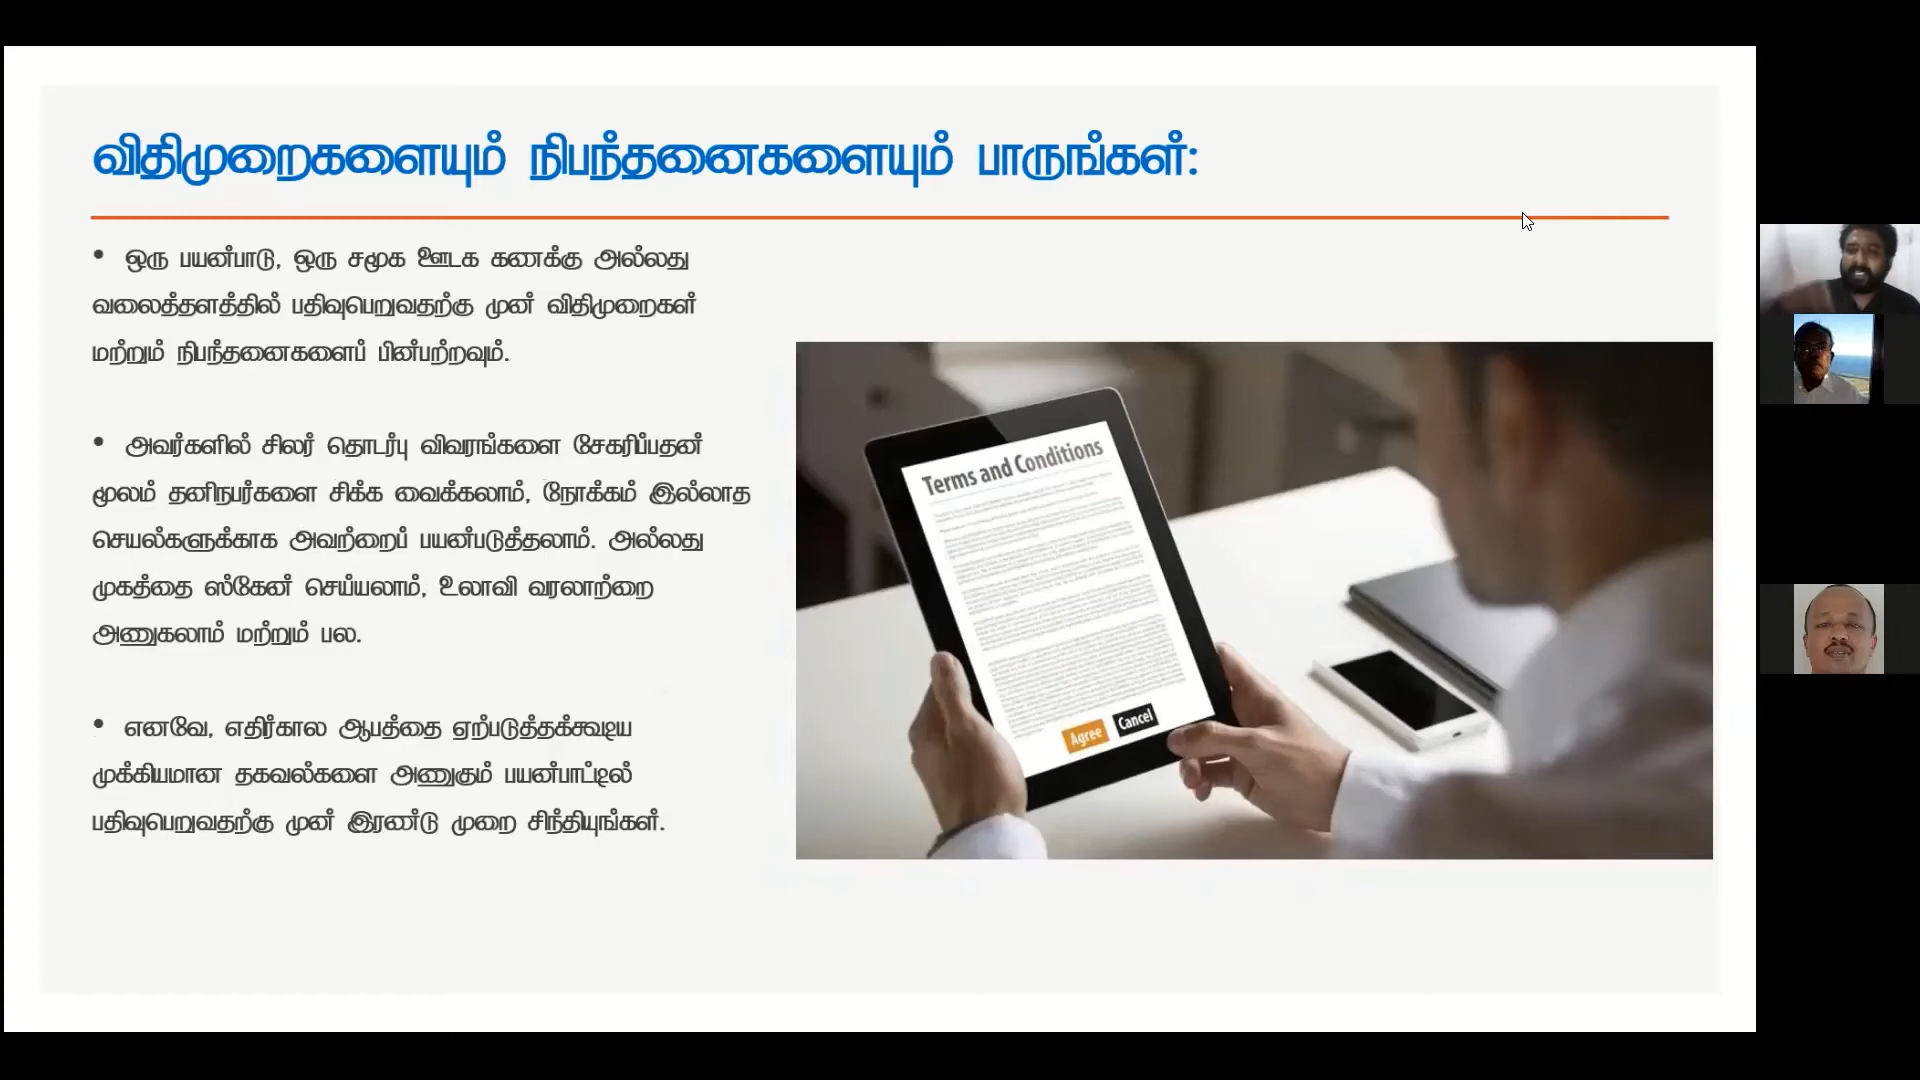 விதிமுறைகளையும் நிபந்தனைகளையும் பாருங்கள்:
• ஒரு பயன்பாடு, ஒரு சமூக ஊடக கணக்கு அல்லது
வலைத்தளத்தில் பதிவுபெறுவதற்கு முன் விதிமுறைகள்
மற்றும் நிபந்தனைகளைப் பின்பற்றவும்.
• அவர்களில் சிலர் தொடர்பு விவரங்களை சேகரிப்பதன்
மூலம் தனிநபர்களை சிக்க வைக்கலாம், நோக்கம் இல்லாத
செயல்களுக்காக அவற்றைப் பயன்படுத்தலாம். அல்லது
முகத்தை ஸ்கேன் செய்யலாம், உலாவி வரலாற்றை
அணுகலாம் மற்றும் பல.
• எனவே, எதிர்கால ஆபத்தை ஏற்படுத்தக்கூடிய
முக்கியமான தகவல்களை அணுகும் பயன்பாட்டில்
பதிவுபெறுவதற்கு முன் இரண்டு முறை சிந்தியுங்கள்.
Terms and Conditions
Agree Cancel